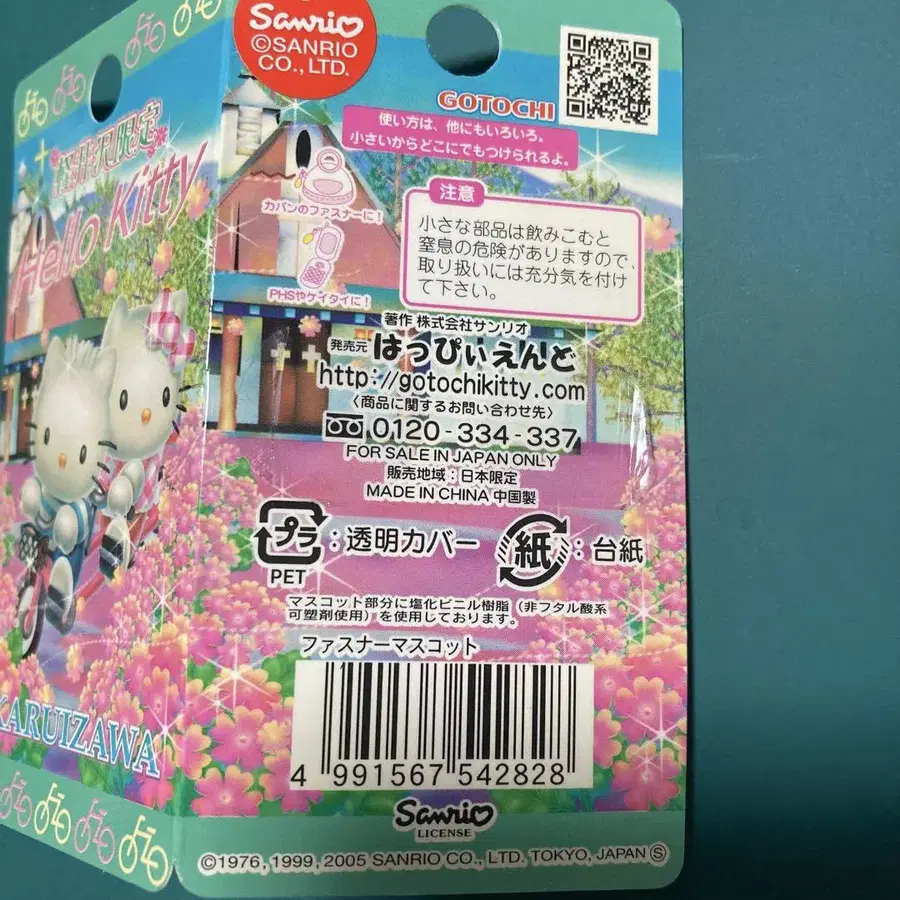 軽井沢限定
Hello Kitty
KARUIZAWA
Sanrio
©SANRIO
CO., LTD.
GOTOCHI
使い方は、他にもいろいろ。
小さいからどこにでもつけられるよ。
カバンのファスナーに!
PHSやケイタイに!
注意
小さな部品は飲みこむと
窒息の危険がありますので、
取り扱いには充分気を付け
て下さい。
著作 株式会社サンリオ
発売元 はっぴぃえんど
http://gotochikitty.com
〈商品に関するお問い合わせ先〉
0120-334-337
FOR SALE IN JAPAN ONLY
販売地域：日本限定
MADE IN CHINA 中国製
プラ：透明カバー
PET
紙：台紙
マスコット部分に塩化ビニル樹脂（非フタル酸系
可塑剤使用）を使用しております。
ファスナーマスコット
4 991567 542828
Sanrio
LICENSE
©1976, 1999, 2005 SANRIO CO., LTD. TOKYO, JAPAN Ⓢ